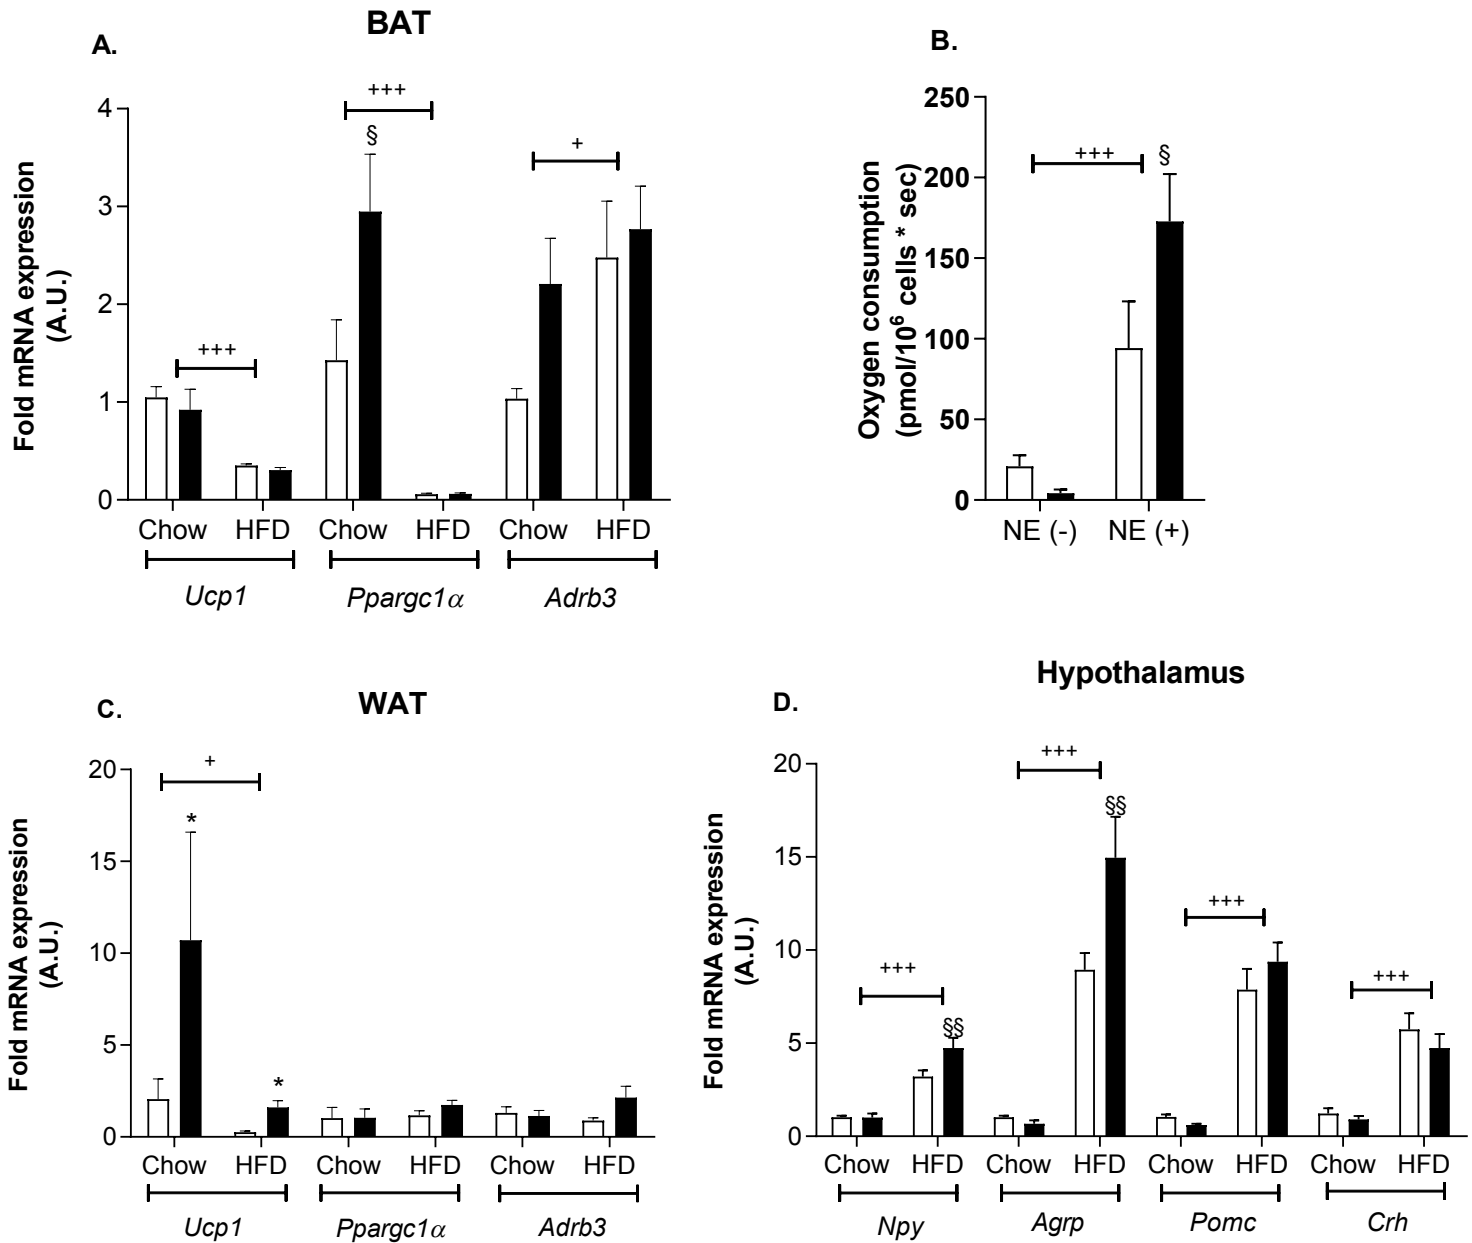 BAT
A.
Fold mRNA expression
(A.U.)
4
3
2
1
0
+++
+++
§
+
Chow HFD Chow HFD Chow HFD
Ucp1 Ppargc1α Adrb3
B.
Oxygen consumption
(pmol/10⁶ cells * sec)
250
200
150
100
50
0
+++ §
NE (-) NE (+)
WAT
C.
Fold mRNA expression
(A.U.)
20
15
10
5
0
+
*
*
Chow HFD Chow HFD Chow HFD
Ucp1 Ppargc1α Adrb3
Hypothalamus
D.
Fold mRNA expression
(A.U.)
20
15
10
5
0
+++
§§
+++
§§
+++
+++
Chow HFD Chow HFD Chow HFD Chow HFD
Npy Agrp Pomc Crh